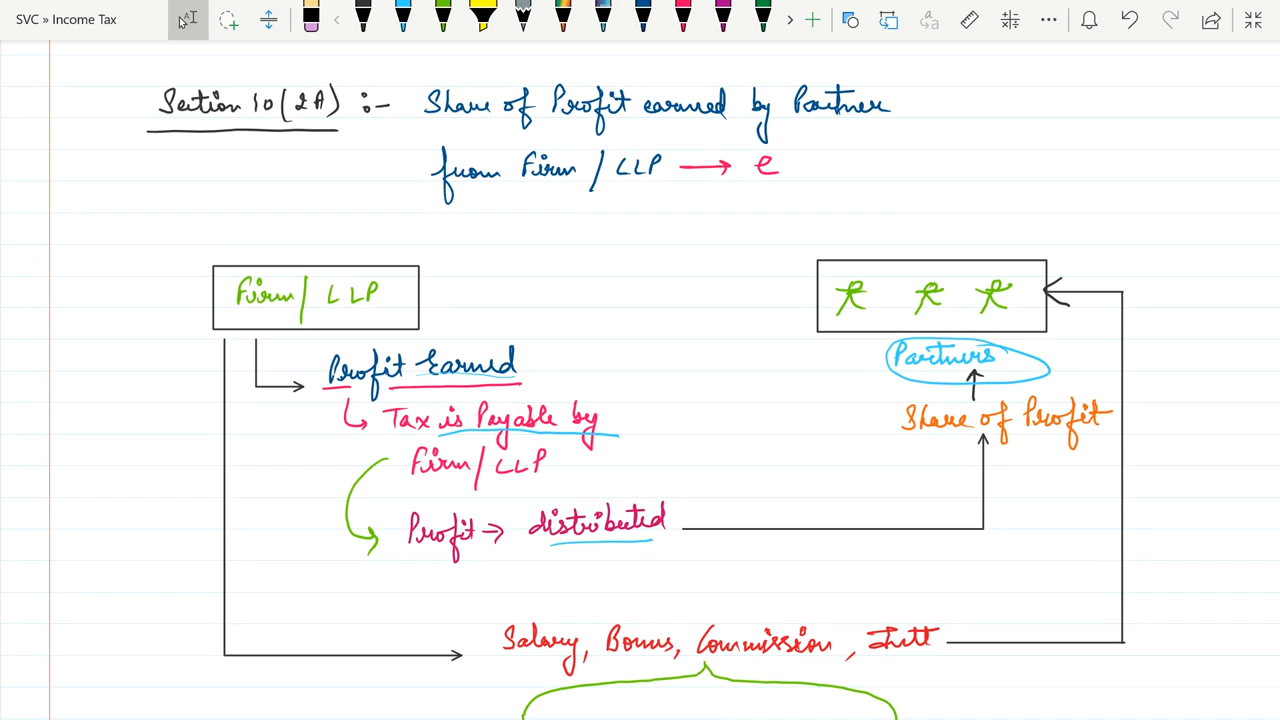 SVC » Income Tax
Section 10(2A) :- Share of Profit earned by Partner
from Firm / LLP → e
Firm/ LLP
Partners
Profit Earned
Tax is Payable by
Firm/LLP
Share of Profit
Profit → distributed
Salary, Bonus, Commission, Intt